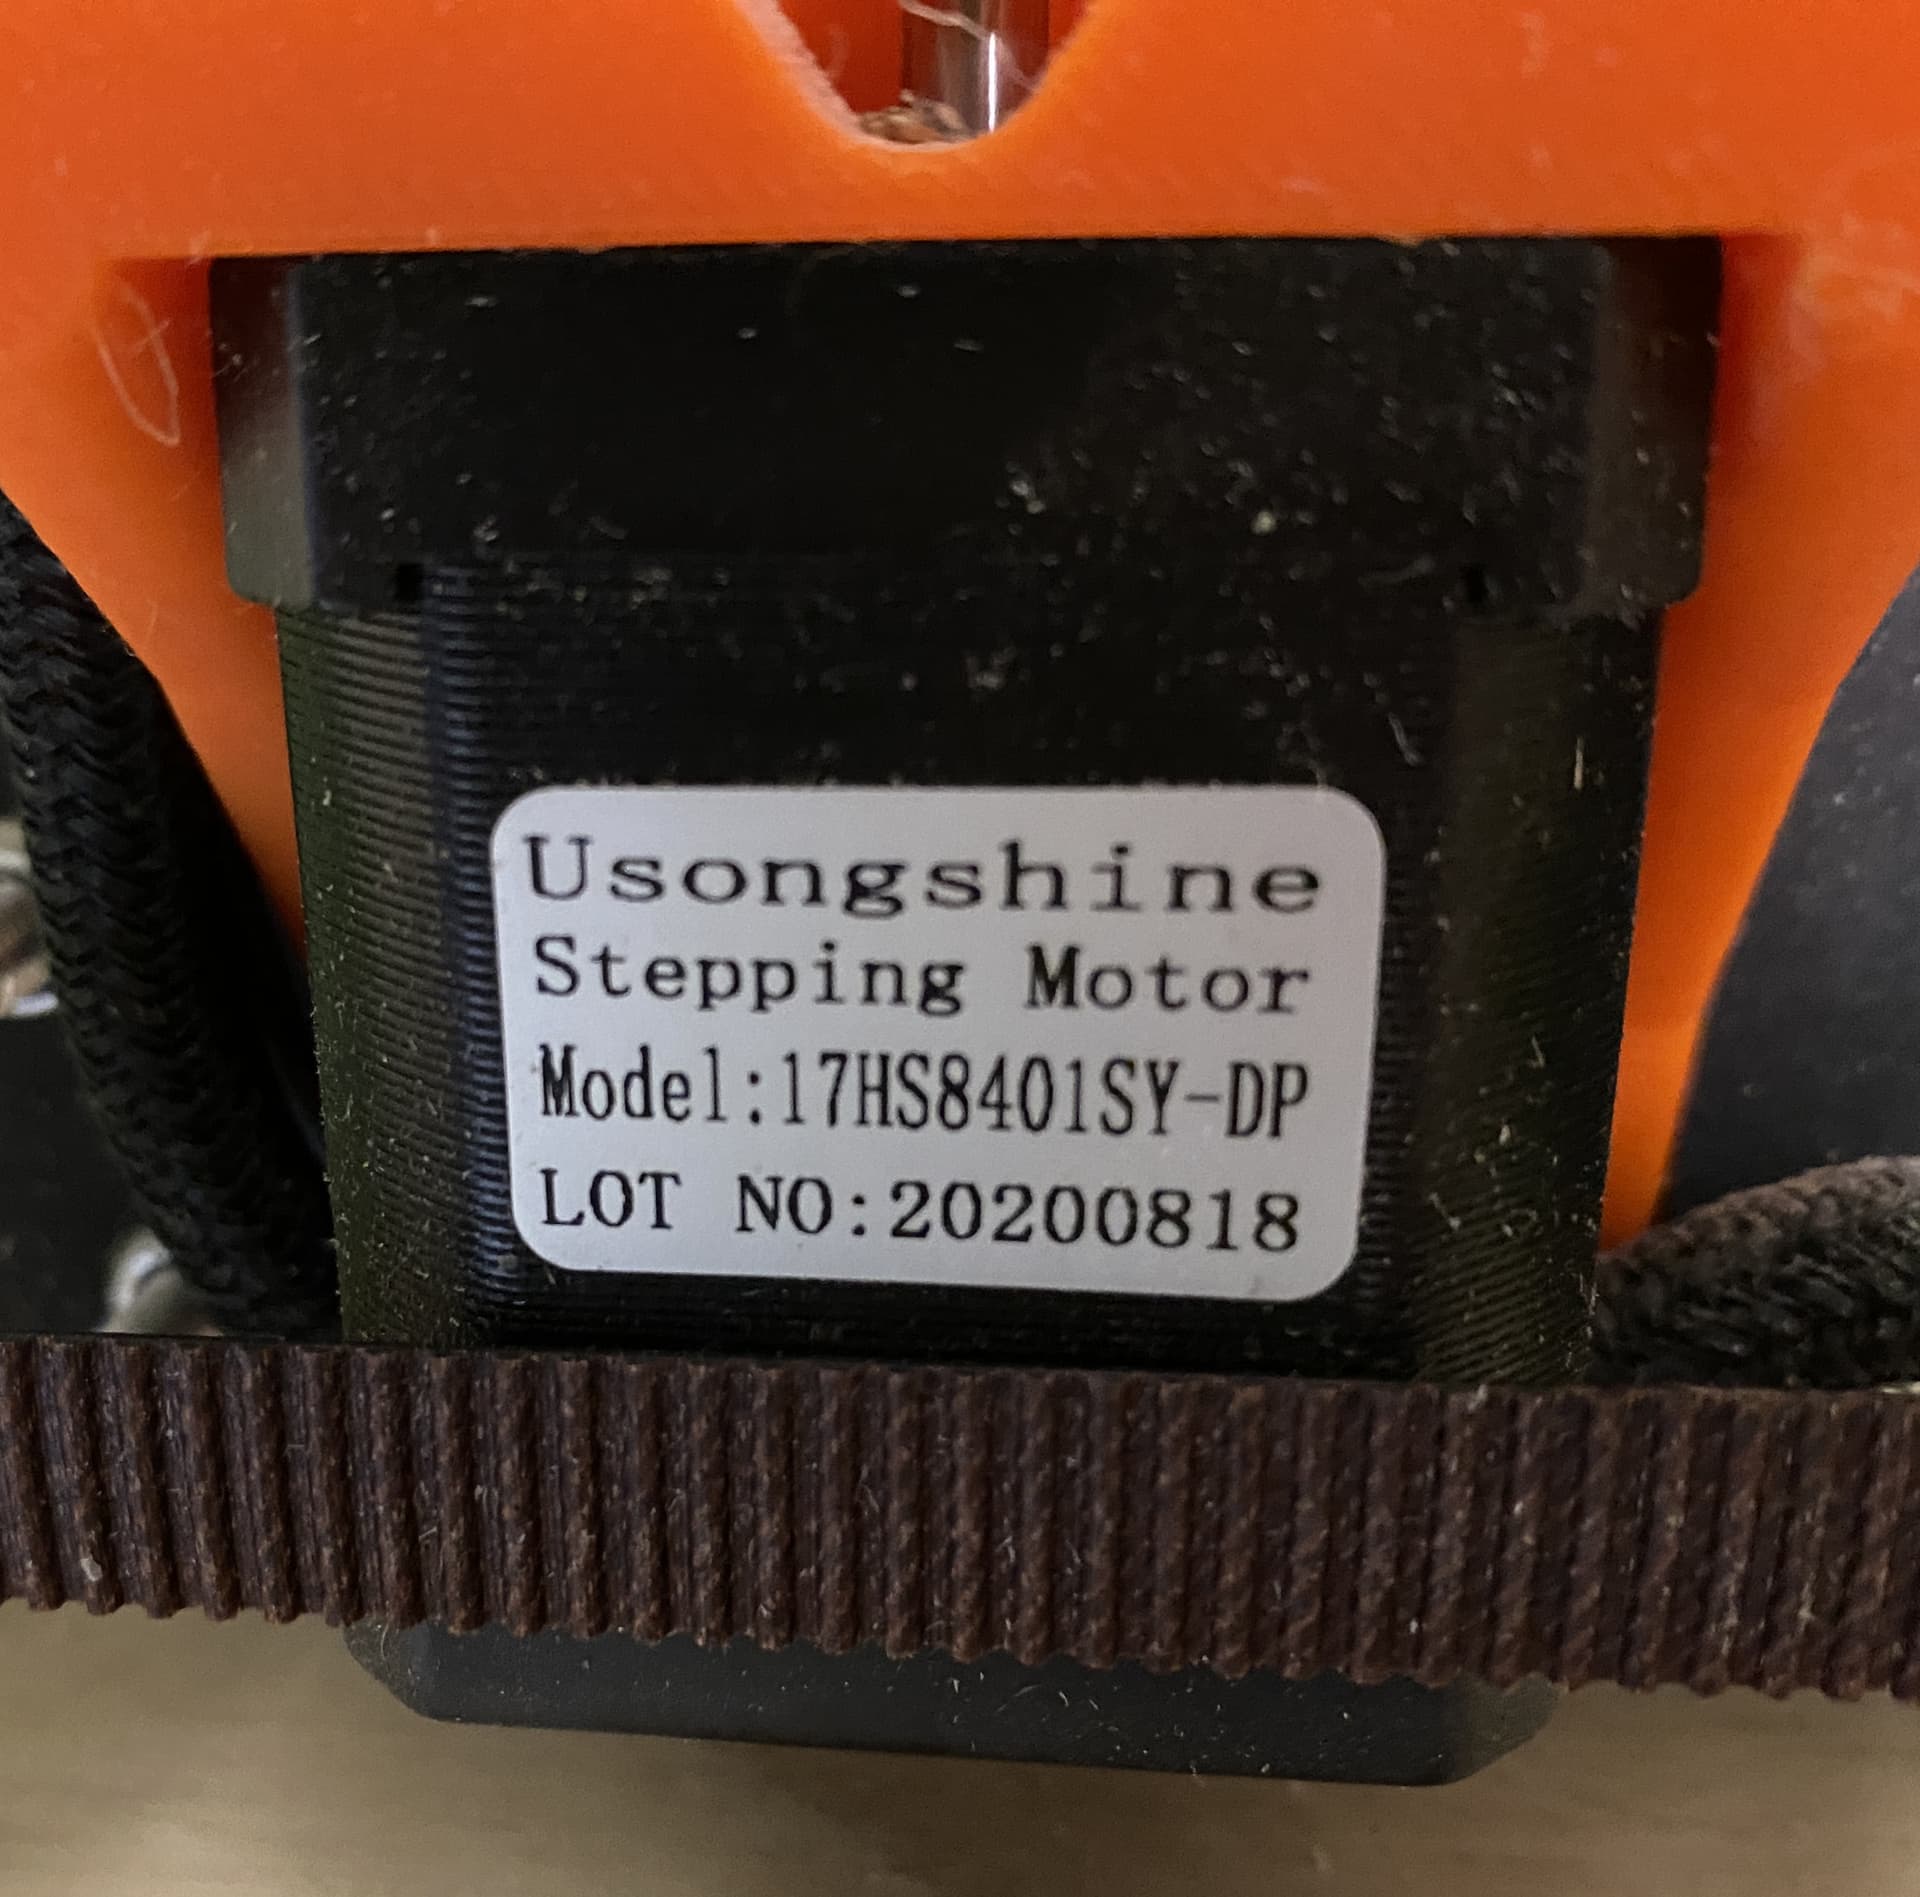 Usongshine
Stepping Motor
Model:17HS8401SY-DP
LOT NO:20200818